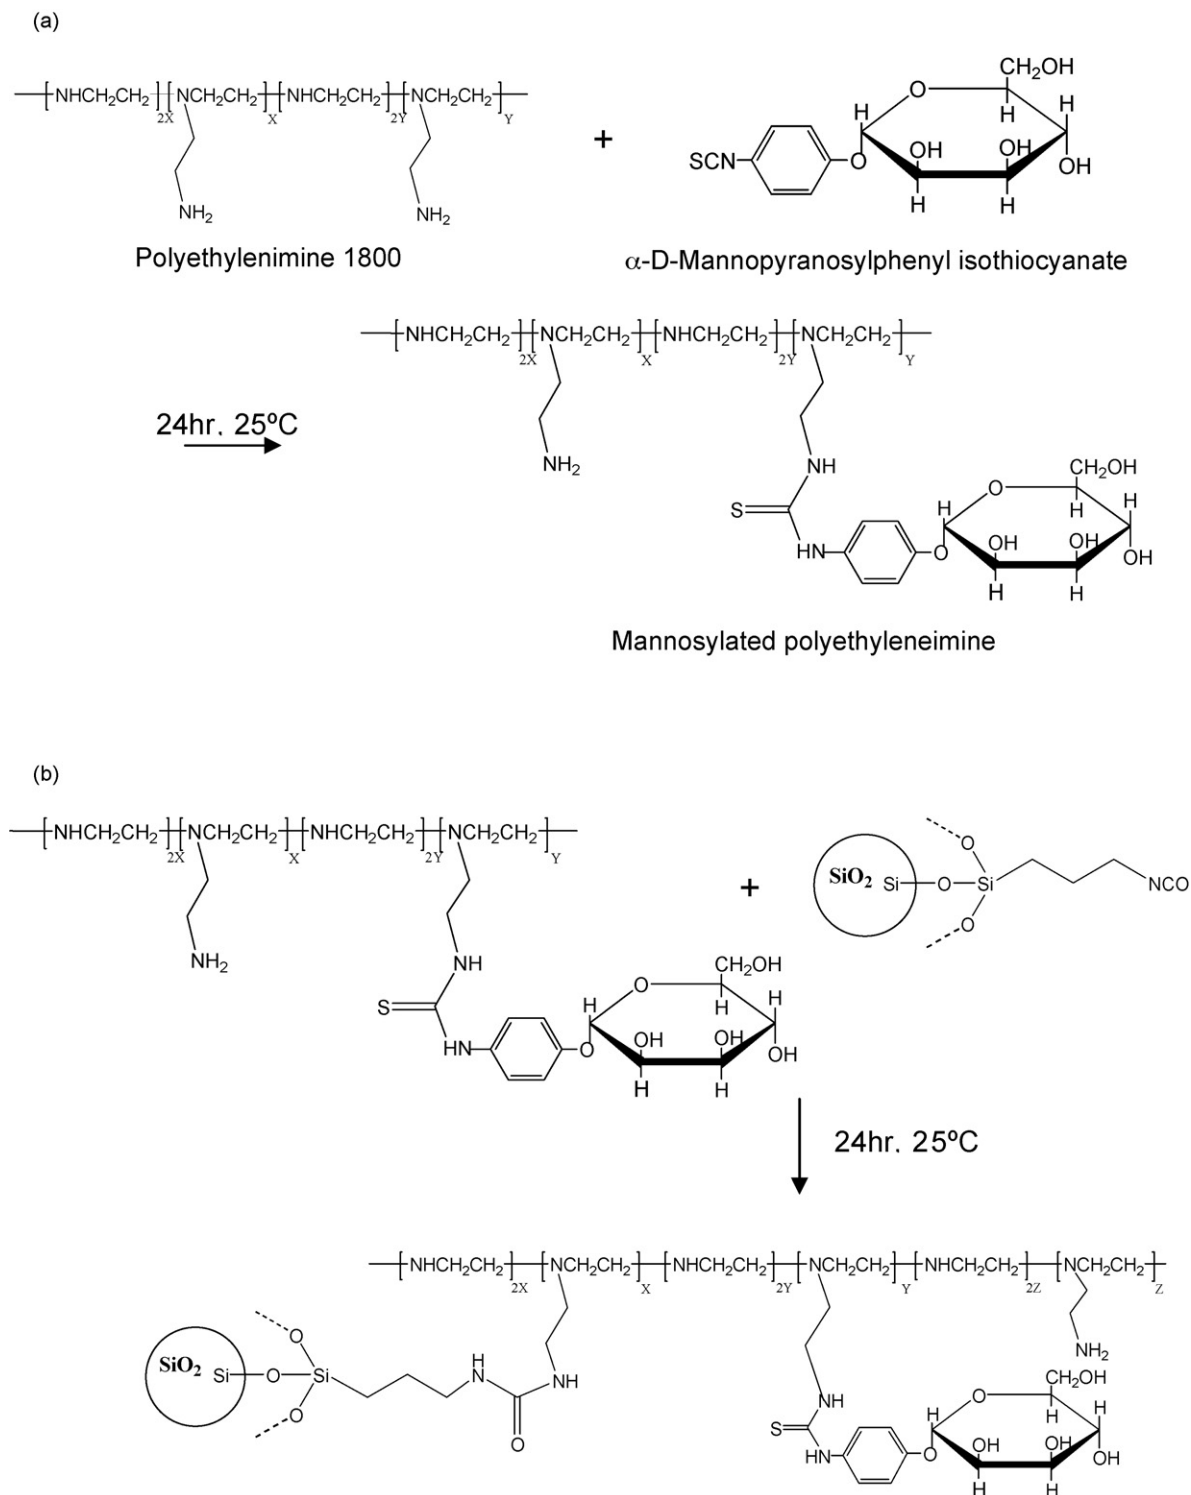 (a)
[NHCH2CH2]2X[NCH2CH2]X[NHCH2CH2]2Y[NCH2CH2]Y
NH2
NH2
+
SCN
O
O
CH2OH
H
H
H
OH
OH
OH
H
H
Polyethylenimine 1800
α-D-Mannopyranosylphenyl isothiocyanate
24hr, 25ºC
[NHCH2CH2]2X[NCH2CH2]X[NHCH2CH2]2Y[NCH2CH2]Y
NH2
NH
S
HN
O
O
CH2OH
H
H
H
OH
OH
OH
H
H
Mannosylated polyethyleneimine
(b)
[NHCH2CH2]2X[NCH2CH2]X[NHCH2CH2]2Y[NCH2CH2]Y
NH2
NH
S
HN
O
O
CH2OH
H
H
H
OH
OH
OH
H
H
+
SiO2 Si-O-Si
O
O
NCO
24hr, 25ºC
[NHCH2CH2]2X[NCH2CH2]X[NHCH2CH2]2Y[NCH2CH2]Y[NHCH2CH2]2Z[NCH2CH2]Z
SiO2 Si-O-Si
O
O
H
N
O
NH
NH
S
HN
O
O
NH2
CH2OH
H
H
H
OH
OH
OH
H
H